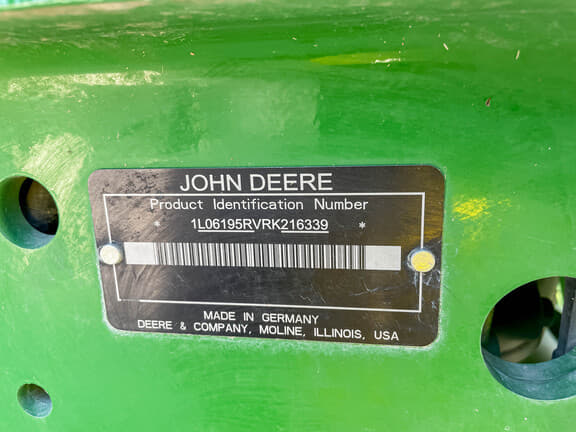 JOHN DEERE
Product Identification Number
* 1L06195RVRK216339 *
MADE IN GERMANY
DEERE & COMPANY, MOLINE, ILLINOIS, USA